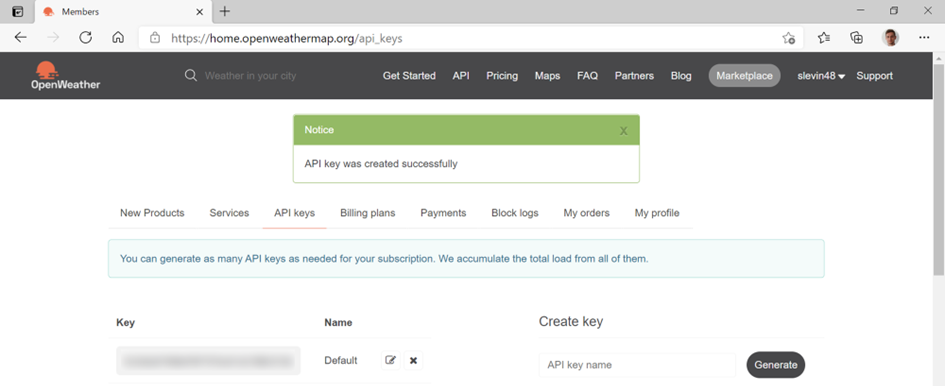 Members
https://home.openweathermap.org/api_keys
OpenWeather
Weather in your city
Get Started API Pricing Maps FAQ Partners Blog Marketplace slevin48 Support
Notice X
API key was created successfully
New Products Services API keys Billing plans Payments Block logs My orders My profile
You can generate as many API keys as needed for your subscription. We accumulate the total load from all of them.
Key Name Create key
Default API key name Generate